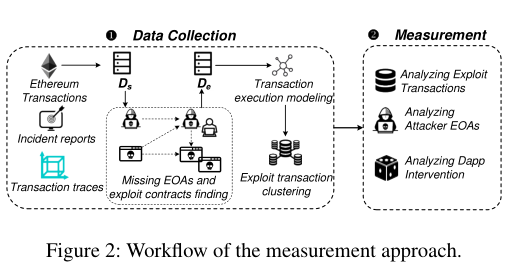 ❶ Data Collection
❷ Measurement
Ethereum
Transactions
Incident reports
Transaction traces
Ds
De
Missing EOAs and
exploit contracts finding
Transaction
execution modeling
Exploit transaction
clustering
Analyzing Exploit
Transactions
Analyzing
Attacker EOAs
Analyzing Dapp
Intervention
Figure 2: Workflow of the measurement approach.